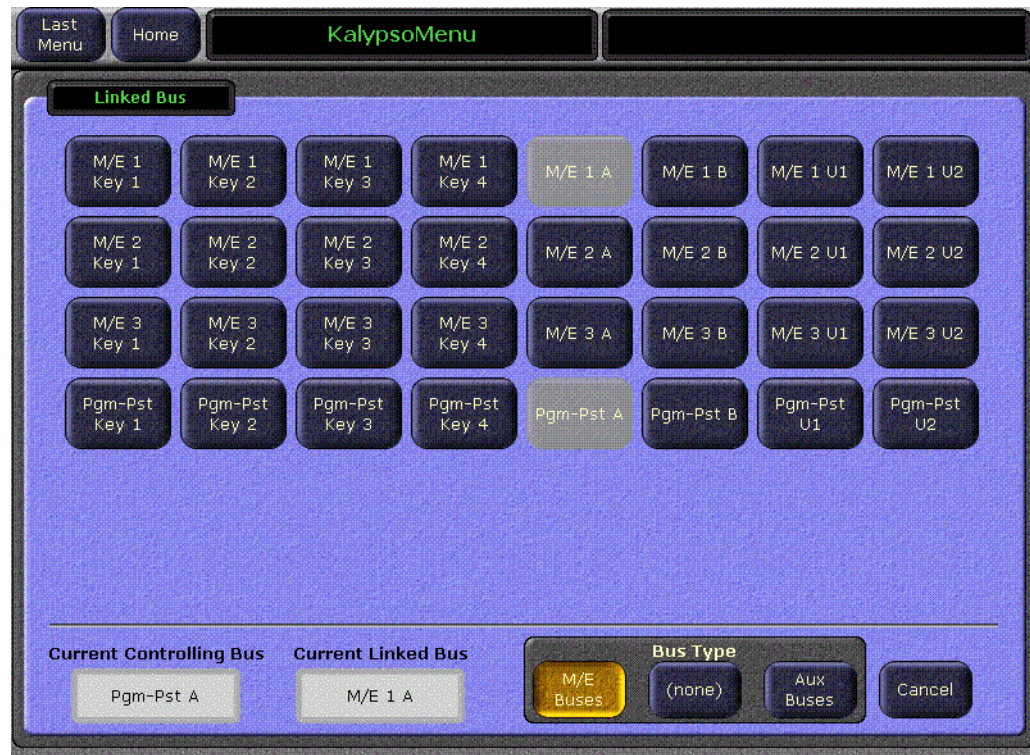 Last
Menu
Home
KalypsoMenu
Linked Bus
M/E 1
Key 1
M/E 1
Key 2
M/E 1
Key 3
M/E 1
Key 4
M/E 1 A
M/E 1 B
M/E 1 U1
M/E 1 U2
M/E 2
Key 1
M/E 2
Key 2
M/E 2
Key 3
M/E 2
Key 4
M/E 2 A
M/E 2 B
M/E 2 U1
M/E 2 U2
M/E 3
Key 1
M/E 3
Key 2
M/E 3
Key 3
M/E 3
Key 4
M/E 3 A
M/E 3 B
M/E 3 U1
M/E 3 U2
Pgm-Pst
Key 1
Pgm-Pst
Key 2
Pgm-Pst
Key 3
Pgm-Pst
Key 4
Pgm-Pst A
Pgm-Pst B
Pgm-Pst
U1
Pgm-Pst
U2
Current Controlling Bus
Pgm-Pst A
Current Linked Bus
M/E 1 A
Bus Type
M/E
Buses
(none)
Aux
Buses
Cancel